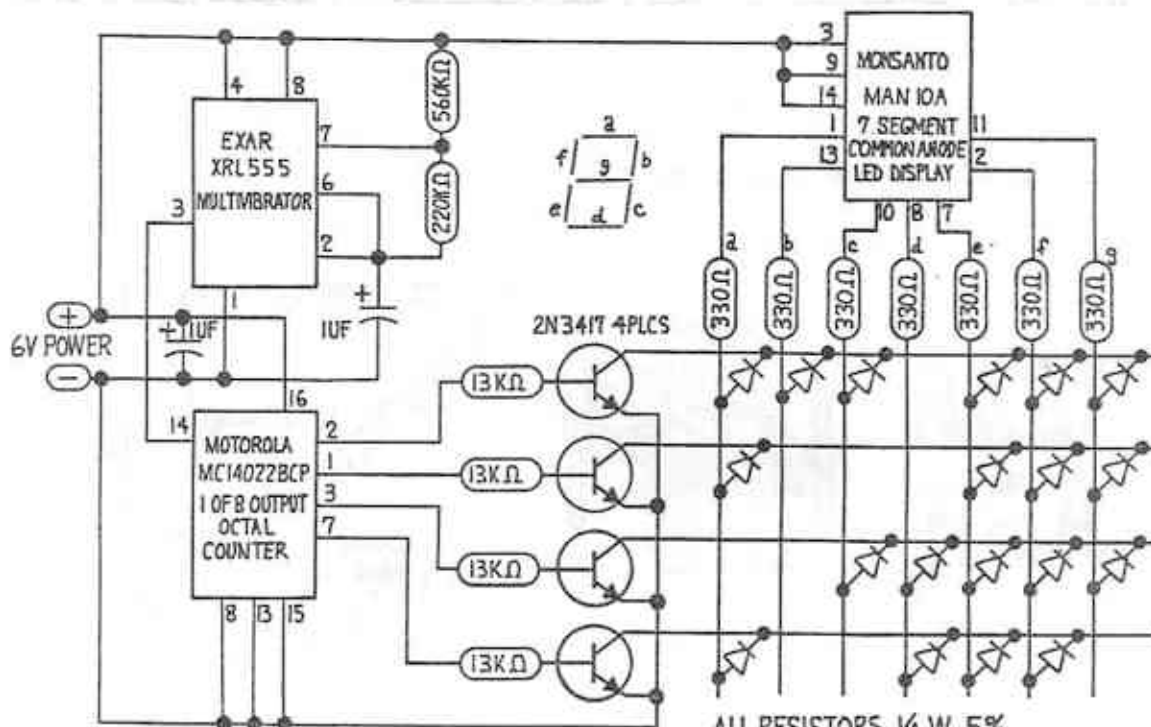 3
MONSANTO
9
14
MAN 10A
1
7 SEGMENT
11
13
COMMON ANODE
2
LED DISPLAY
10
8
7
4
8
560KΩ
EXAR
7
XRL555
MULTIVIBRATOR
6
3
2
220KΩ
1
a
f
g
b
e
d
c
a
b
c
d
e
f
g
330Ω
330Ω
330Ω
330Ω
330Ω
330Ω
330Ω
+
+
1UF
+
1UF
6V POWER
−
2N3417 4PLCS
16
14
MOTOROLA
2
MC14022BCP
1
1 OF 8 OUTPUT
3
OCTAL
7
COUNTER
8
13
15
13KΩ
13KΩ
13KΩ
13KΩ
ALL RESISTORS 1/4 W 5%